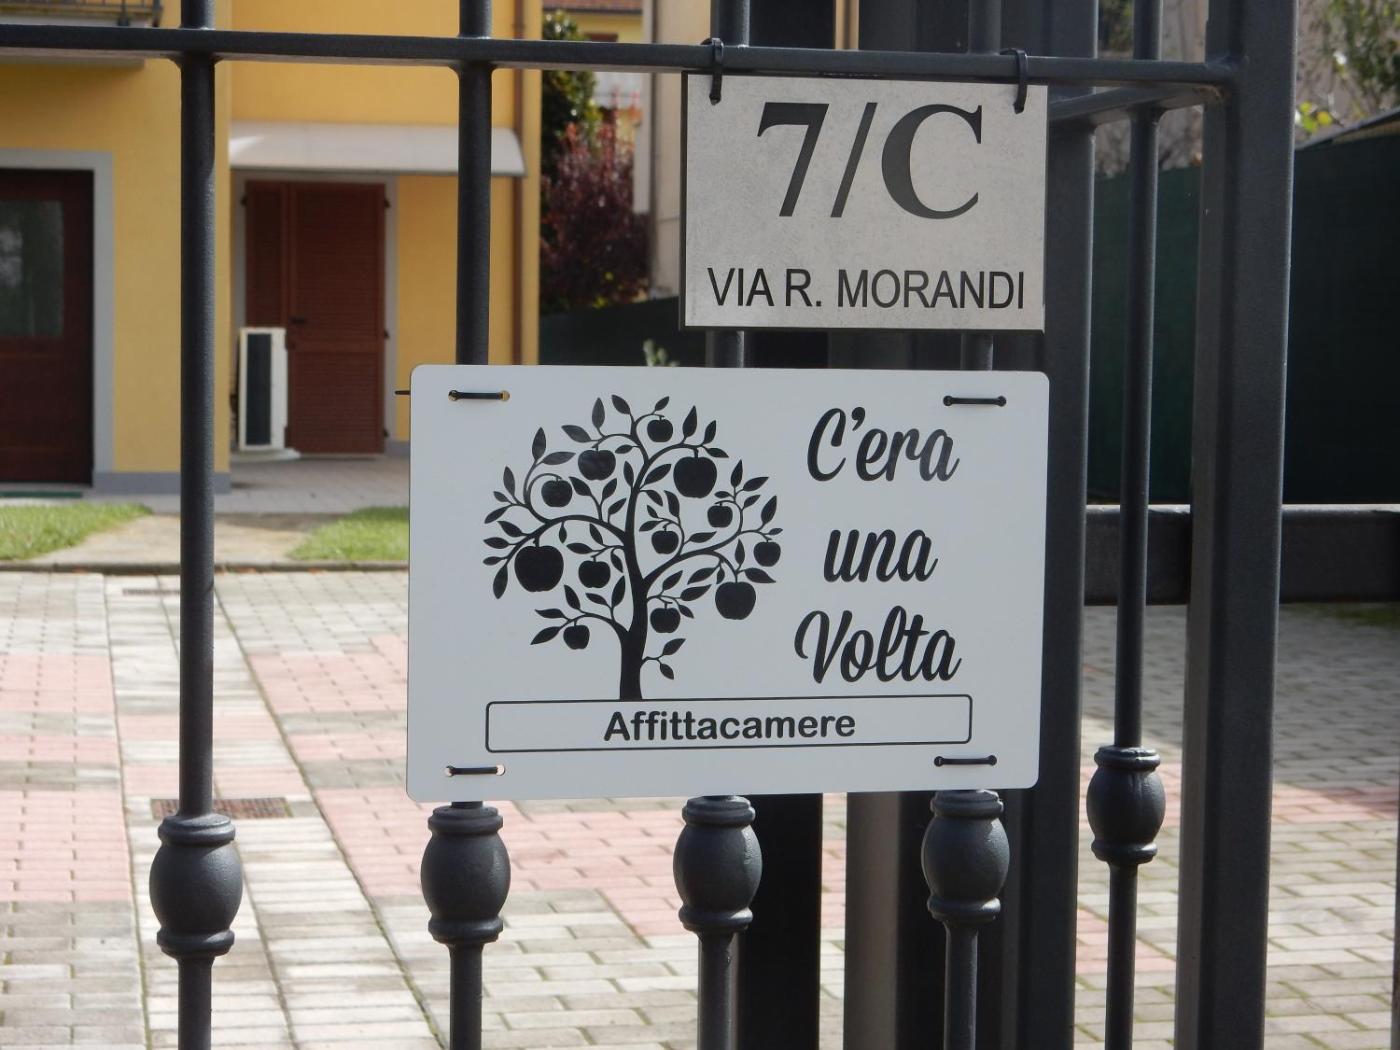 7/C
VIA R. MORANDI
C'era
una
Volta
Affittacamere